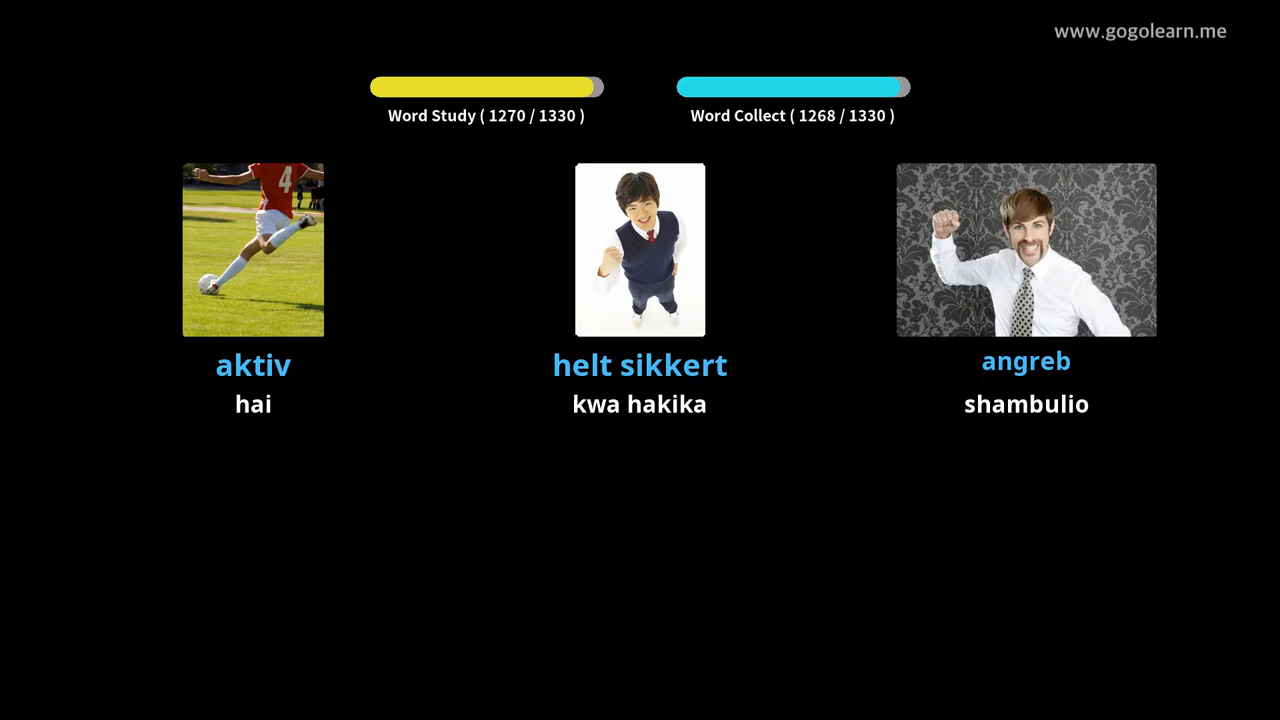 www.gogolearn.me
Word Study ( 1270 / 1330 )
Word Collect ( 1268 / 1330 )
4
aktiv
hai
helt sikkert
kwa hakika
angreb
shambulio